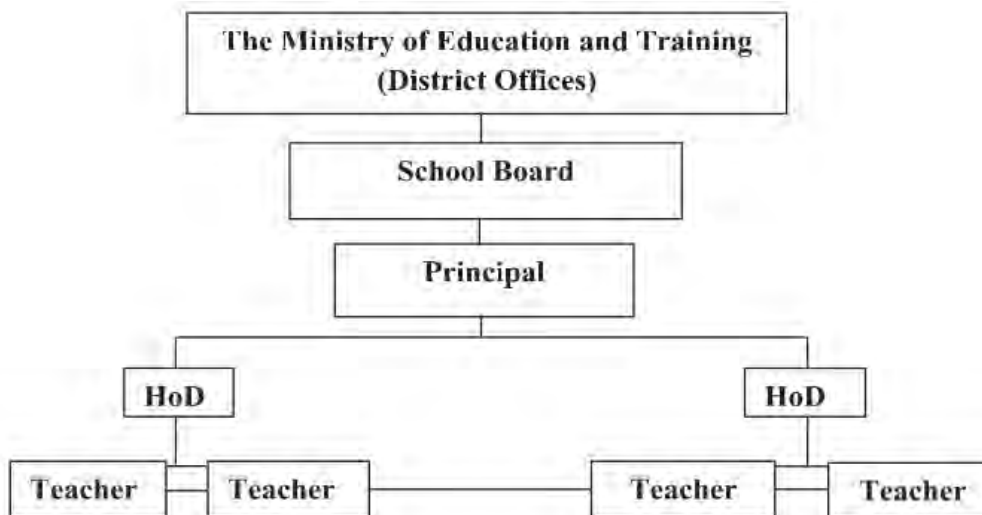 The Ministry of Education and Training
(District Offices)
School Board
Principal
HoD
HoD
Teacher
Teacher
Teacher
Teacher